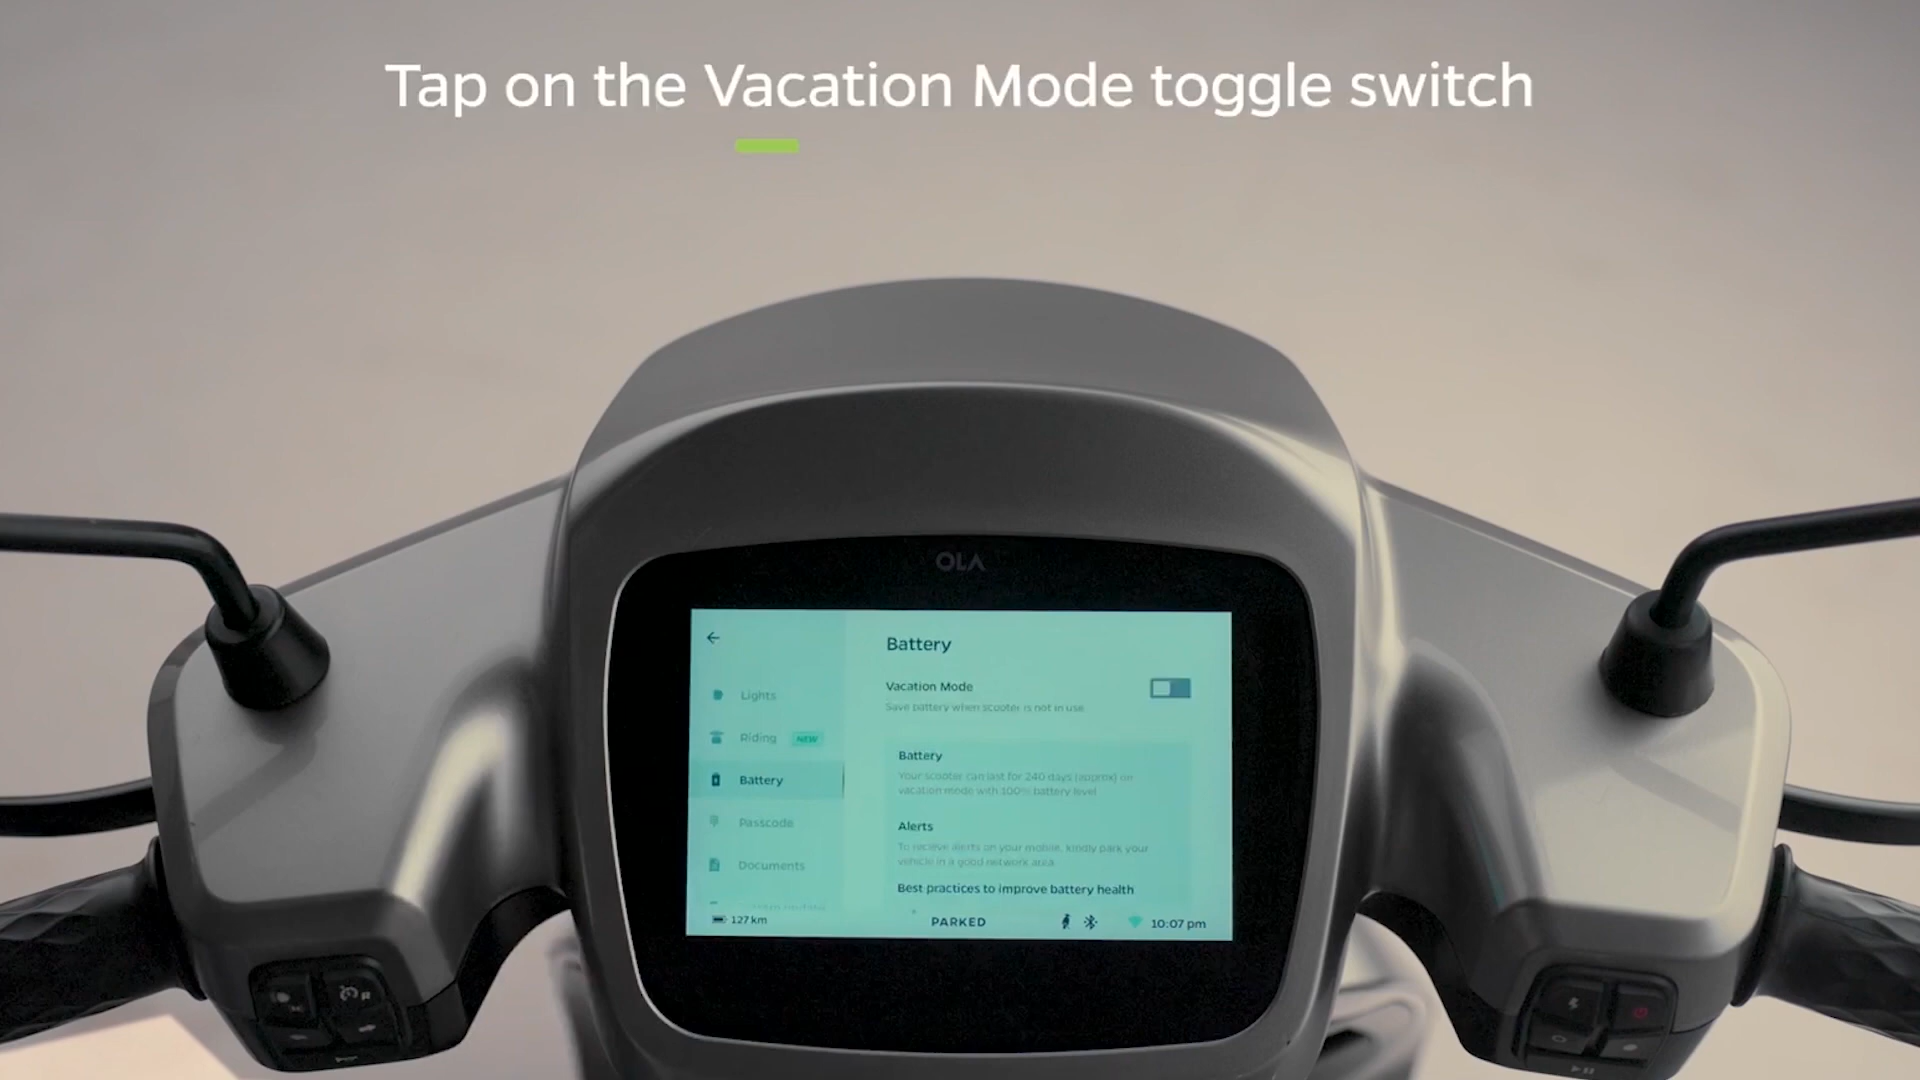 Tap on the Vacation Mode toggle switch
OLA
Battery
Vacation Mode
Save battery when scooter is not in use
Lights
Riding NEW
Battery
Passcode
Documents
Battery
Your scooter can last for 240 days (approx) on
vacation mode with 100% battery level
Alerts
To receive alerts on your mobile, kindly park your
vehicle in a good network area
Best practices to improve battery health
127 km
PARKED
10:07 pm